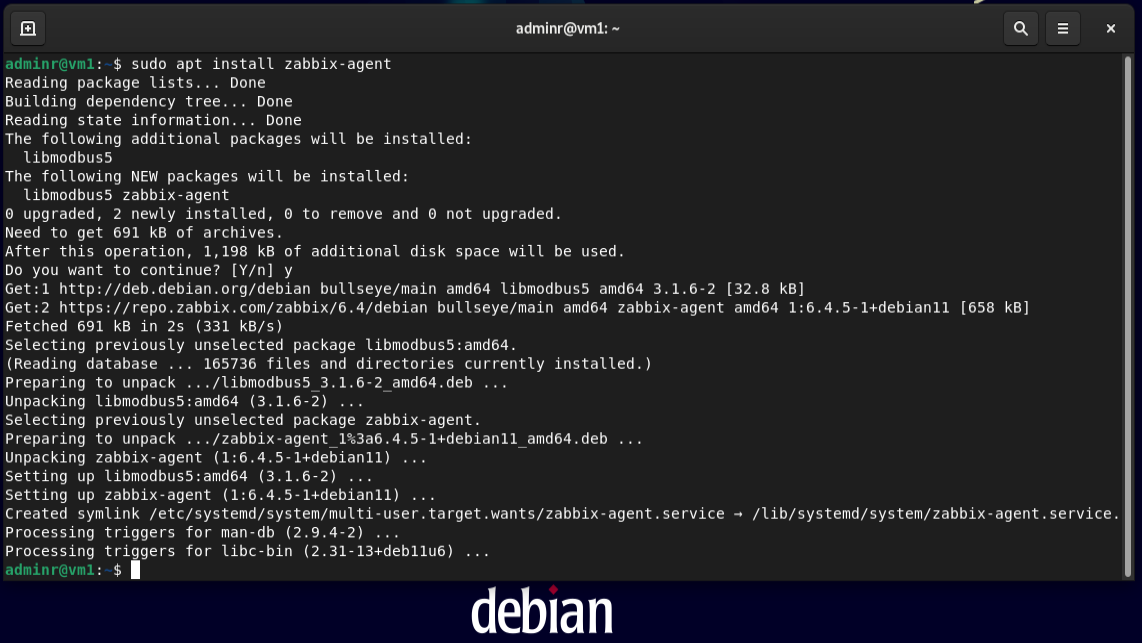 adminr@vm1: ~
adminr@vm1:~$ sudo apt install zabbix-agent
Reading package lists... Done
Building dependency tree... Done
Reading state information... Done
The following additional packages will be installed:
  libmodbus5
The following NEW packages will be installed:
  libmodbus5 zabbix-agent
0 upgraded, 2 newly installed, 0 to remove and 0 not upgraded.
Need to get 691 kB of archives.
After this operation, 1,198 kB of additional disk space will be used.
Do you want to continue? [Y/n] y
Get:1 http://deb.debian.org/debian bullseye/main amd64 libmodbus5 amd64 3.1.6-2 [32.8 kB]
Get:2 https://repo.zabbix.com/zabbix/6.4/debian bullseye/main amd64 zabbix-agent amd64 1:6.4.5-1+debian11 [658 kB]
Fetched 691 kB in 2s (331 kB/s)
Selecting previously unselected package libmodbus5:amd64.
(Reading database ... 165736 files and directories currently installed.)
Preparing to unpack .../libmodbus5_3.1.6-2_amd64.deb ...
Unpacking libmodbus5:amd64 (3.1.6-2) ...
Selecting previously unselected package zabbix-agent.
Preparing to unpack .../zabbix-agent_1%3a6.4.5-1+debian11_amd64.deb ...
Unpacking zabbix-agent (1:6.4.5-1+debian11) ...
Setting up libmodbus5:amd64 (3.1.6-2) ...
Setting up zabbix-agent (1:6.4.5-1+debian11) ...
Created symlink /etc/systemd/system/multi-user.target.wants/zabbix-agent.service → /lib/systemd/system/zabbix-agent.service.
Processing triggers for man-db (2.9.4-2) ...
Processing triggers for libc-bin (2.31-13+deb11u6) ...
adminr@vm1:~$
debian